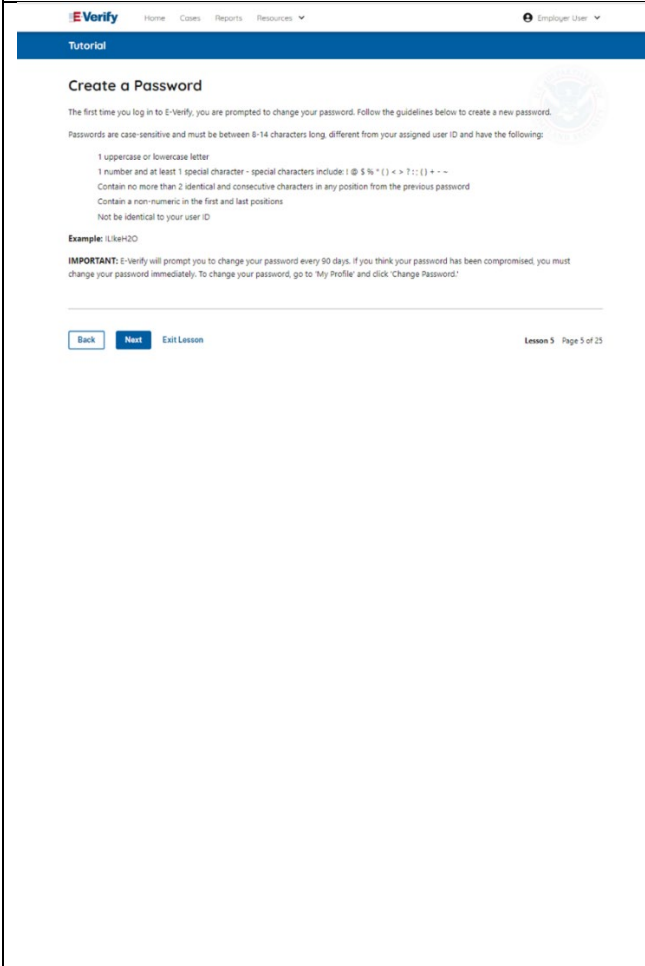 E-Verify Home Cases Reports Resources Employer User
Tutorial
Create a Password
The first time you log in to E-Verify, you are prompted to change your password. Follow the guidelines below to create a new password.
Passwords are case-sensitive and must be between 8-14 characters long, different from your assigned user ID and have the following:
1 uppercase or lowercase letter
1 number and at least 1 special character - special characters include: ! @ $ % * ( ) < > ? : ; { } + - ~
Contain no more than 2 identical and consecutive characters in any position from the previous password
Contain a non-numeric in the first and last positions
Not be identical to your user ID
Example: IL!keH2O
IMPORTANT: E-Verify will prompt you to change your password every 90 days. If you think your password has been compromised, you must
change your password immediately. To change your password, go to 'My Profile' and click 'Change Password.'
Back Next Exit Lesson Lesson 5 Page 5 of 25